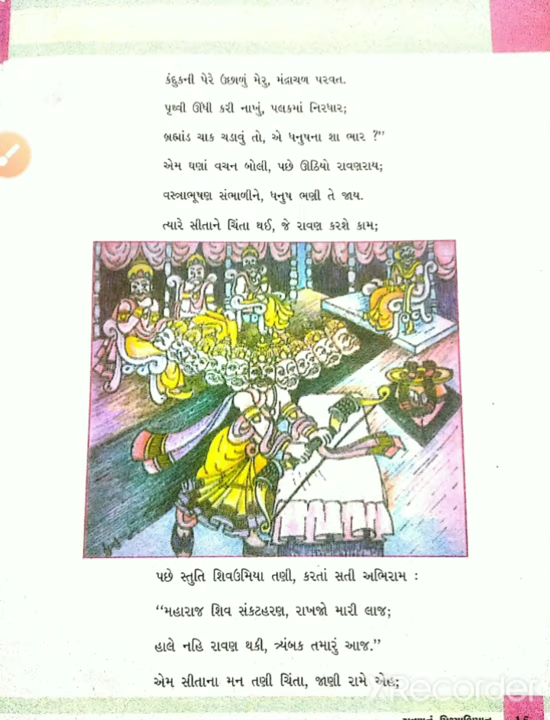 કંદુકની પેરે ઉછાળું મેરુ, મંદ્રાચળ પરવત.
પૃથ્વી ઊંધી કરી નાખું, પલકમાં નિરધાર;
બ્રહ્માંડ ચાક ચડાવું તો, એ ધનુષના શા ભાર ?”
એમ ઘણાં વચન બોલી, પછે ઊઠિયો રાવણરાય;
વસ્ત્રાભૂષણ સંભાળીને, ધનુષ ભણી તે જાય.
ત્યારે સીતાને ચિંતા થઈ, જે રાવણ કરશે કામ;
પછે સ્તુતિ શિવઉમિયા તણી, કરતાં સતી અભિરામ :
“મહારાજ શિવ સંકટહરણ, રાખજો મારી લાજ;
હાલે નહિ રાવણ થકી, ત્ર્યંબક તમારું આજ.”
એમ સીતાના મન તણી ચિંતા, જાણી રામે એહ;
XRecorder